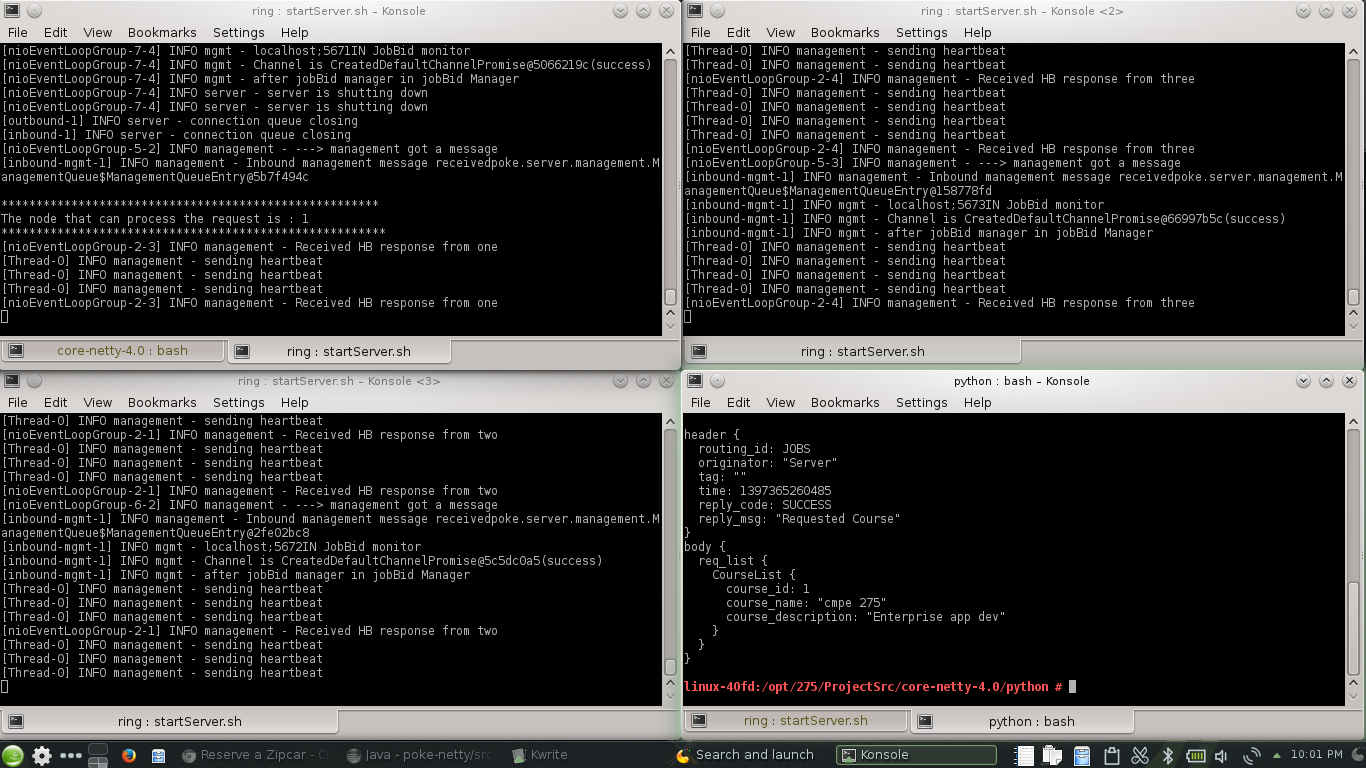 ring : startServer.sh – Konsole
File Edit View Bookmarks Settings Help
[nioEventLoopGroup-7-4] INFO mgmt - localhost;5671IN JobBid monitor
[nioEventLoopGroup-7-4] INFO mgmt - Channel is CreatedDefaultChannelPromise@5066219c(success)
[nioEventLoopGroup-7-4] INFO mgmt - after jobBid manager in jobBid Manager
[nioEventLoopGroup-7-4] INFO server - server is shutting down
[nioEventLoopGroup-7-4] INFO server - server is shutting down
[outbound-1] INFO server - connection queue closing
[inbound-1] INFO server - connection queue closing
[nioEventLoopGroup-5-2] INFO management - ---> management got a message
[inbound-mgmt-1] INFO management - Inbound management message receivedpoke.server.management.M
anagementQueue$ManagementQueueEntry@5b7f494c
******************************************************
The node that can process the request is : 1
*******************************************************
[nioEventLoopGroup-2-3] INFO management - Received HB response from one
[Thread-0] INFO management - sending heartbeat
[Thread-0] INFO management - sending heartbeat
[Thread-0] INFO management - sending heartbeat
[nioEventLoopGroup-2-3] INFO management - Received HB response from one
core-netty-4.0 : bash
ring : startServer.sh
ring : startServer.sh – Konsole <2>
File Edit View Bookmarks Settings Help
[Thread-0] INFO management - sending heartbeat
[Thread-0] INFO management - sending heartbeat
[nioEventLoopGroup-2-4] INFO management - Received HB response from three
[Thread-0] INFO management - sending heartbeat
[Thread-0] INFO management - sending heartbeat
[Thread-0] INFO management - sending heartbeat
[Thread-0] INFO management - sending heartbeat
[nioEventLoopGroup-2-4] INFO management - Received HB response from three
[nioEventLoopGroup-5-3] INFO management - ---> management got a message
[inbound-mgmt-1] INFO management - Inbound management message receivedpoke.server.management.M
anagementQueue$ManagementQueueEntry@158778fd
[inbound-mgmt-1] INFO mgmt - localhost;5673IN JobBid monitor
[inbound-mgmt-1] INFO mgmt - Channel is CreatedDefaultChannelPromise@66997b5c(success)
[inbound-mgmt-1] INFO mgmt - after jobBid manager in jobBid Manager
[Thread-0] INFO management - sending heartbeat
[Thread-0] INFO management - sending heartbeat
[Thread-0] INFO management - sending heartbeat
[Thread-0] INFO management - sending heartbeat
[nioEventLoopGroup-2-4] INFO management - Received HB response from three
ring : startServer.sh
ring : startServer.sh – Konsole <3>
File Edit View Bookmarks Settings Help
[Thread-0] INFO management - sending heartbeat
[nioEventLoopGroup-2-1] INFO management - Received HB response from two
[Thread-0] INFO management - sending heartbeat
[Thread-0] INFO management - sending heartbeat
[Thread-0] INFO management - sending heartbeat
[nioEventLoopGroup-2-1] INFO management - Received HB response from two
[nioEventLoopGroup-6-2] INFO management - ---> management got a message
[inbound-mgmt-1] INFO management - Inbound management message receivedpoke.server.management.M
anagementQueue$ManagementQueueEntry@2fe02bc8
[inbound-mgmt-1] INFO mgmt - localhost;5672IN JobBid monitor
[inbound-mgmt-1] INFO mgmt - Channel is CreatedDefaultChannelPromise@5c5dc0a5(success)
[inbound-mgmt-1] INFO mgmt - after jobBid manager in jobBid Manager
[Thread-0] INFO management - sending heartbeat
[Thread-0] INFO management - sending heartbeat
[Thread-0] INFO management - sending heartbeat
[nioEventLoopGroup-2-1] INFO management - Received HB response from two
[Thread-0] INFO management - sending heartbeat
[Thread-0] INFO management - sending heartbeat
[Thread-0] INFO management - sending heartbeat
ring : startServer.sh
python : bash – Konsole
File Edit View Bookmarks Settings Help
header {
routing_id: JOBS
originator: "Server"
tag: ""
time: 1397365260485
reply_code: SUCCESS
reply_msg: "Requested Course"
}
body {
req_list {
CourseList {
course_id: 1
course_name: "cmpe 275"
course_description: "Enterprise app dev"
}
}
}
linux-40fd:/opt/275/ProjectSrc/core-netty-4.0/python #
ring : startServer.sh
python : bash
Reserve a Zipcar - Ch
Java - poke-netty/src
Kwrite
Search and launch
Konsole
10:01 PM